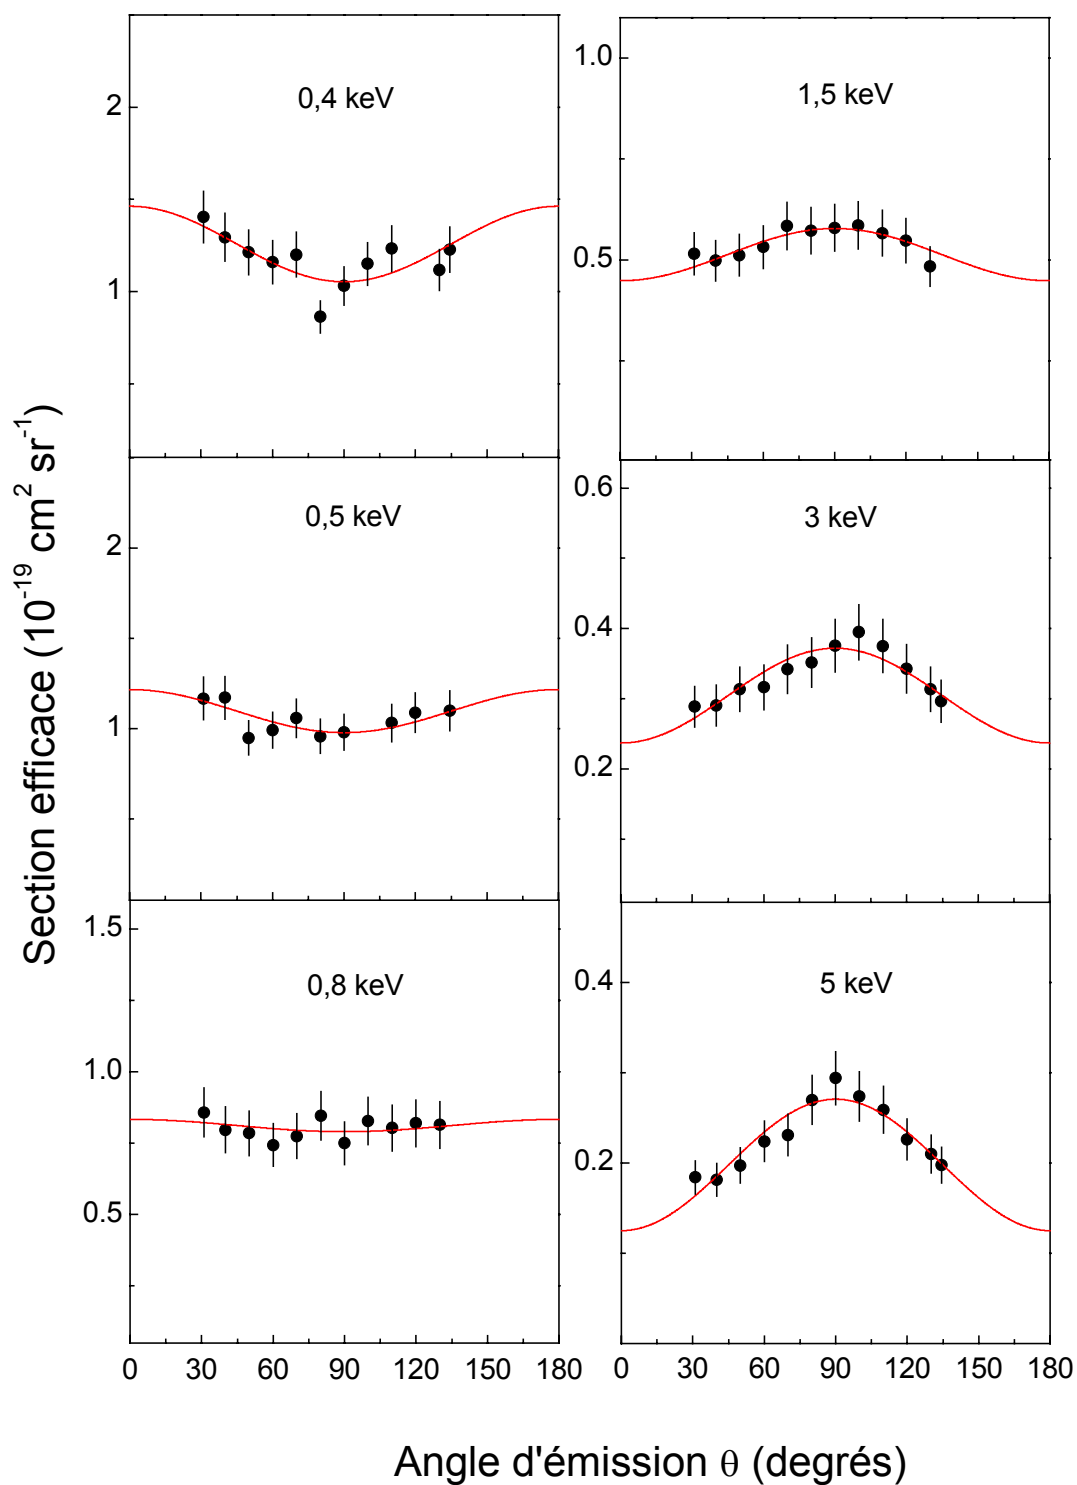 0,4 keV
2
1
1,5 keV
1.0
0.5
0,5 keV
2
1
3 keV
0.6
0.4
0.2
0,8 keV
1.5
1.0
0.5
5 keV
0.4
0.2
0 30 60 90 120 150 180
0 30 60 90 120 150 180
Section efficace (10⁻¹⁹ cm² sr⁻¹)
Angle d'émission θ (degrés)